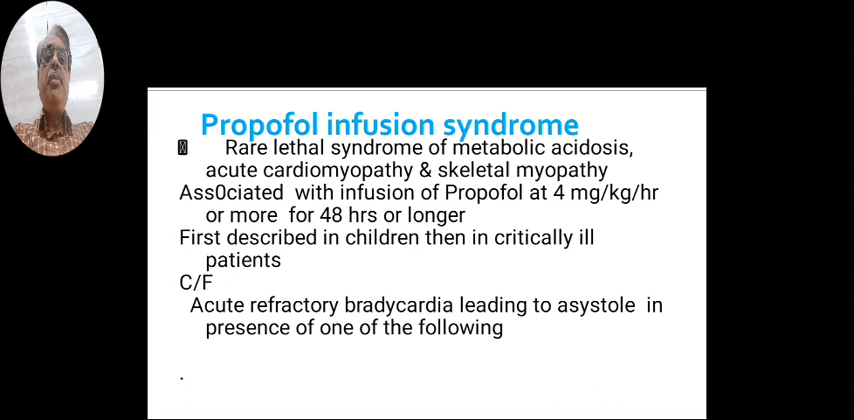 Propofol infusion syndrome
Rare lethal syndrome of metabolic acidosis,
acute cardiomyopathy & skeletal myopathy
Ass0ciated with infusion of Propofol at 4 mg/kg/hr
or more for 48 hrs or longer
First described in children then in critically ill
patients
C/F
Acute refractory bradycardia leading to asystole in
presence of one of the following
.